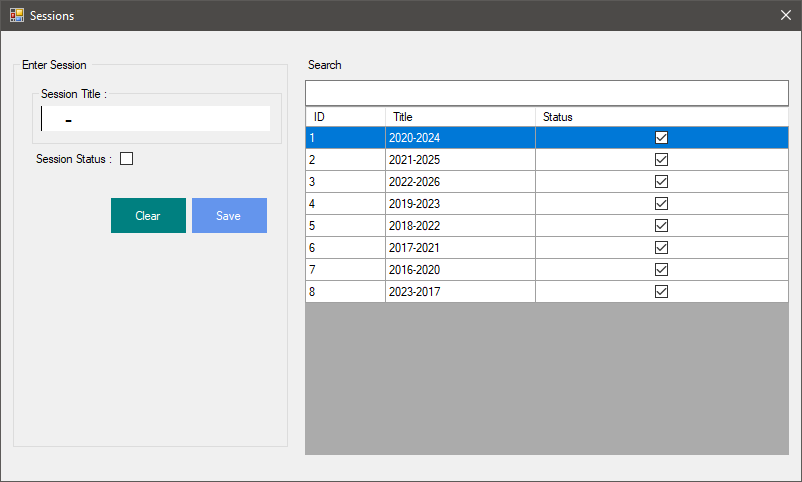 Sessions
Enter Session
Session Title :
-
Session Status :
Clear Save
Search
ID Title Status
1 2020-2024
2 2021-2025
3 2022-2026
4 2019-2023
5 2018-2022
6 2017-2021
7 2016-2020
8 2023-2017